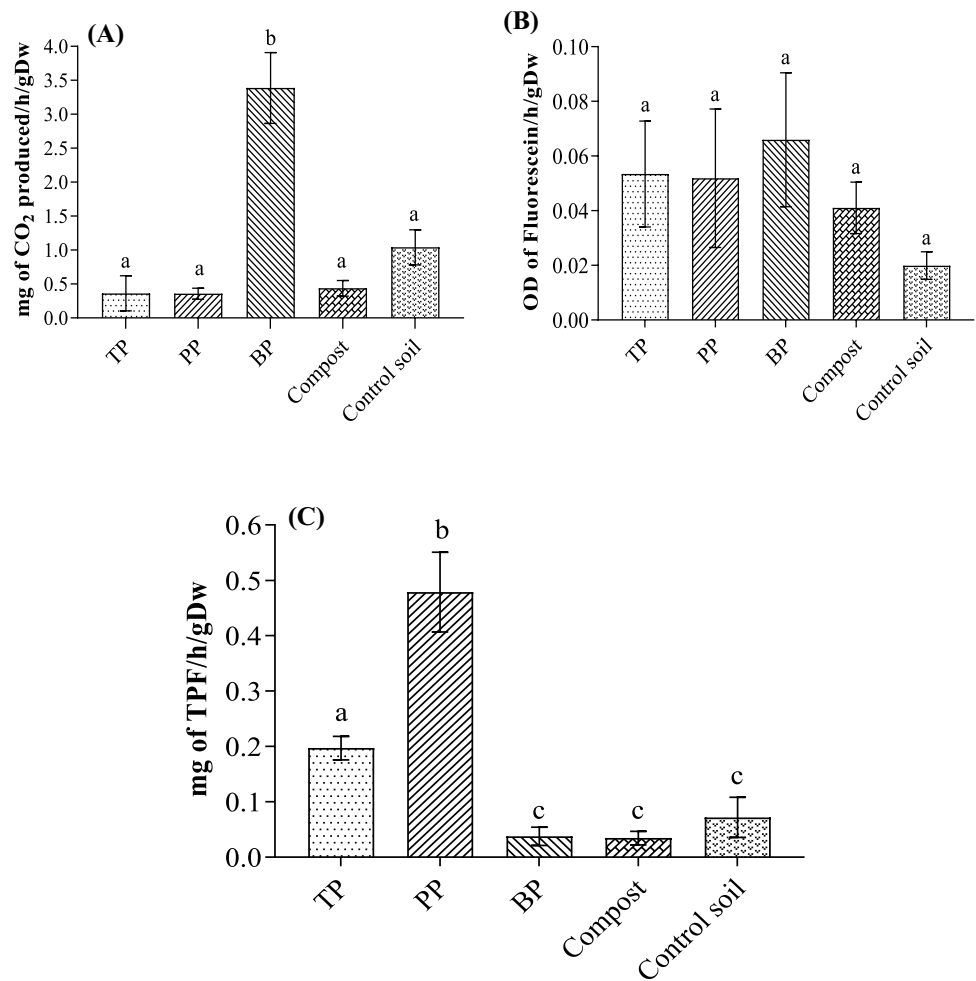 (A)
mg of CO₂ produced/h/gDw
4.0
3.5
3.0
2.5
2.0
1.5
1.0
0.5
0.0
a
a
b
a
a
TP
PP
BP
Compost
Control soil
(B)
OD of Fluorescein/h/gDw
0.10
0.08
0.06
0.04
0.02
0.00
a
a
a
a
a
TP
PP
BP
Compost
Control soil
(C)
mg of TPF/h/gDw
0.6
0.5
0.4
0.3
0.2
0.1
0.0
a
b
c
c
c
TP
PP
BP
Compost
Control soil